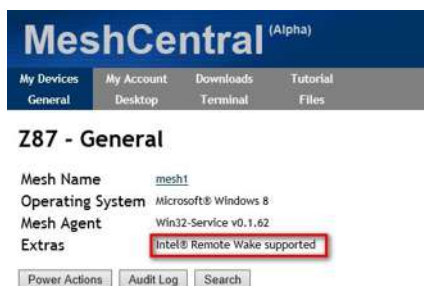 MeshCentral (Alpha)
My Devices My Account Downloads Tutorial
General Desktop Terminal Files
Z87 - General
Mesh Name mesh1
Operating System Microsoft® Windows 8
Mesh Agent Win32-Service v0.1.62
Extras Intel® Remote Wake supported
Power Actions Audit Log Search